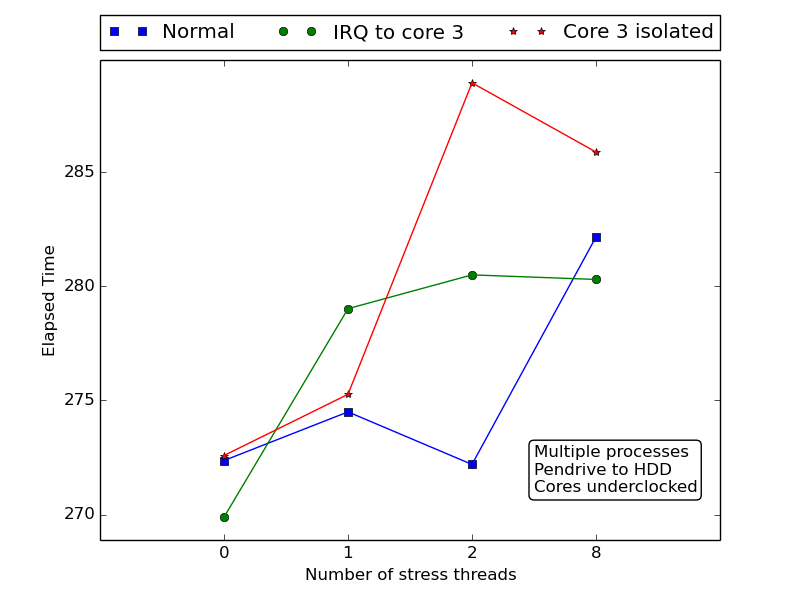 Normal IRQ to core 3 Core 3 isolated
285
280
275
270
Elapsed Time
Multiple processes
Pendrive to HDD
Cores underclocked
0 1 2 8
Number of stress threads